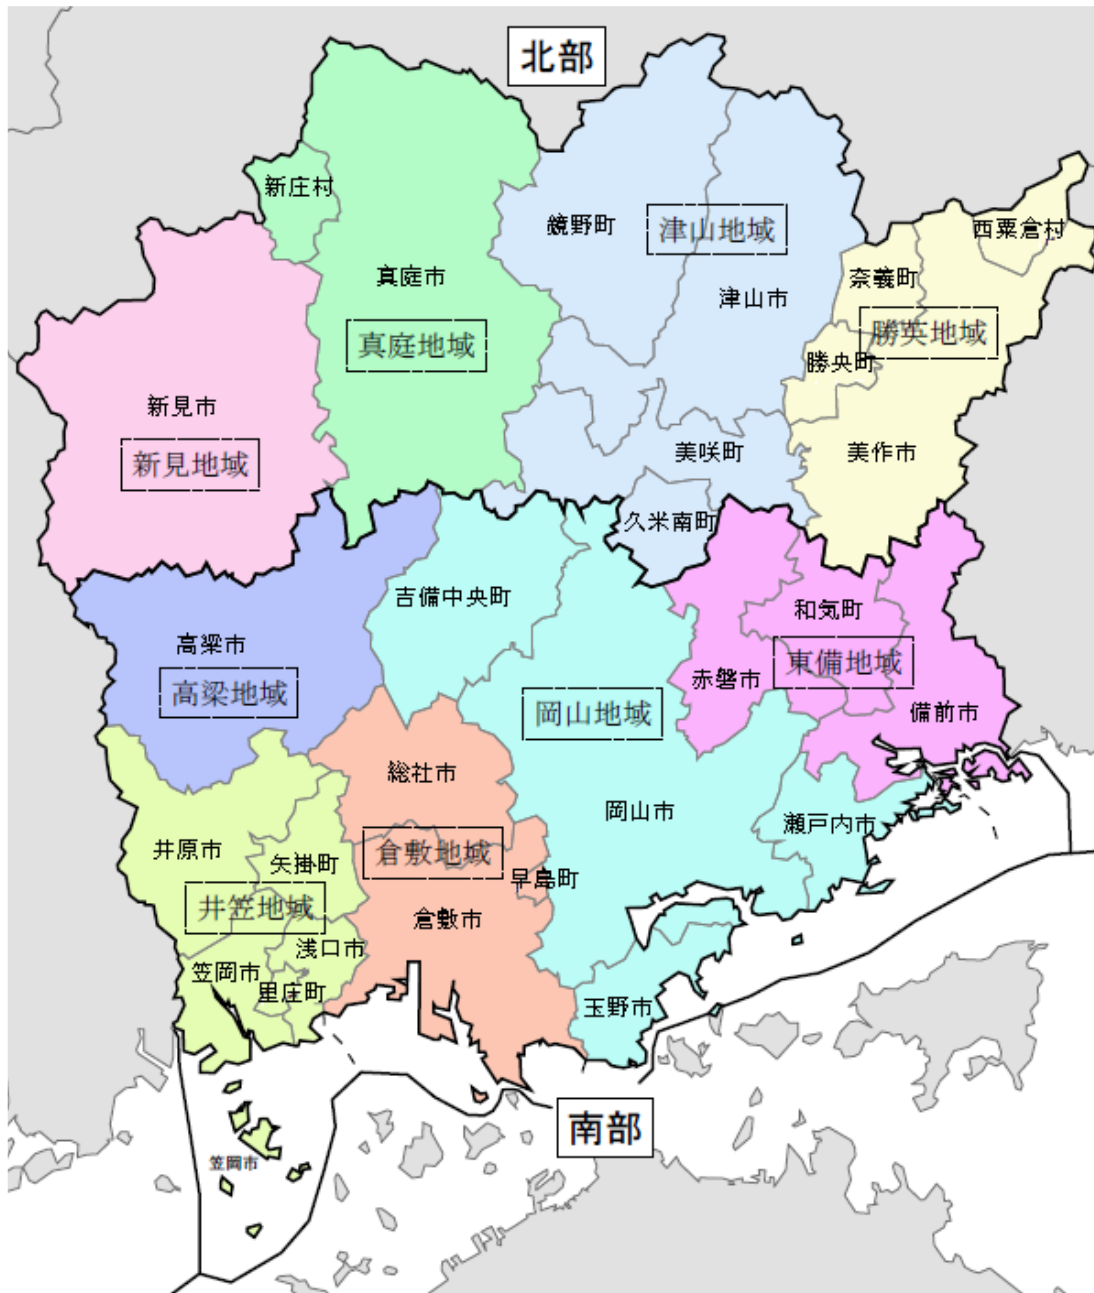 北部
新庄村
鏡野町
津山地域
西粟倉村
奈義町
真庭市
津山市
真庭地域
勝英地域
勝央町
新見市
新見地域
美咲町
美作市
久米南町
吉備中央町
和気町
高梁市
高梁地域
東備地域
赤磐市
岡山地域
備前市
総社市
岡山市
瀬戸内市
井原市
矢掛町
倉敷地域
早島町
井笠地域
倉敷市
浅口市
笠岡市
里庄町
玉野市
南部
笠岡市